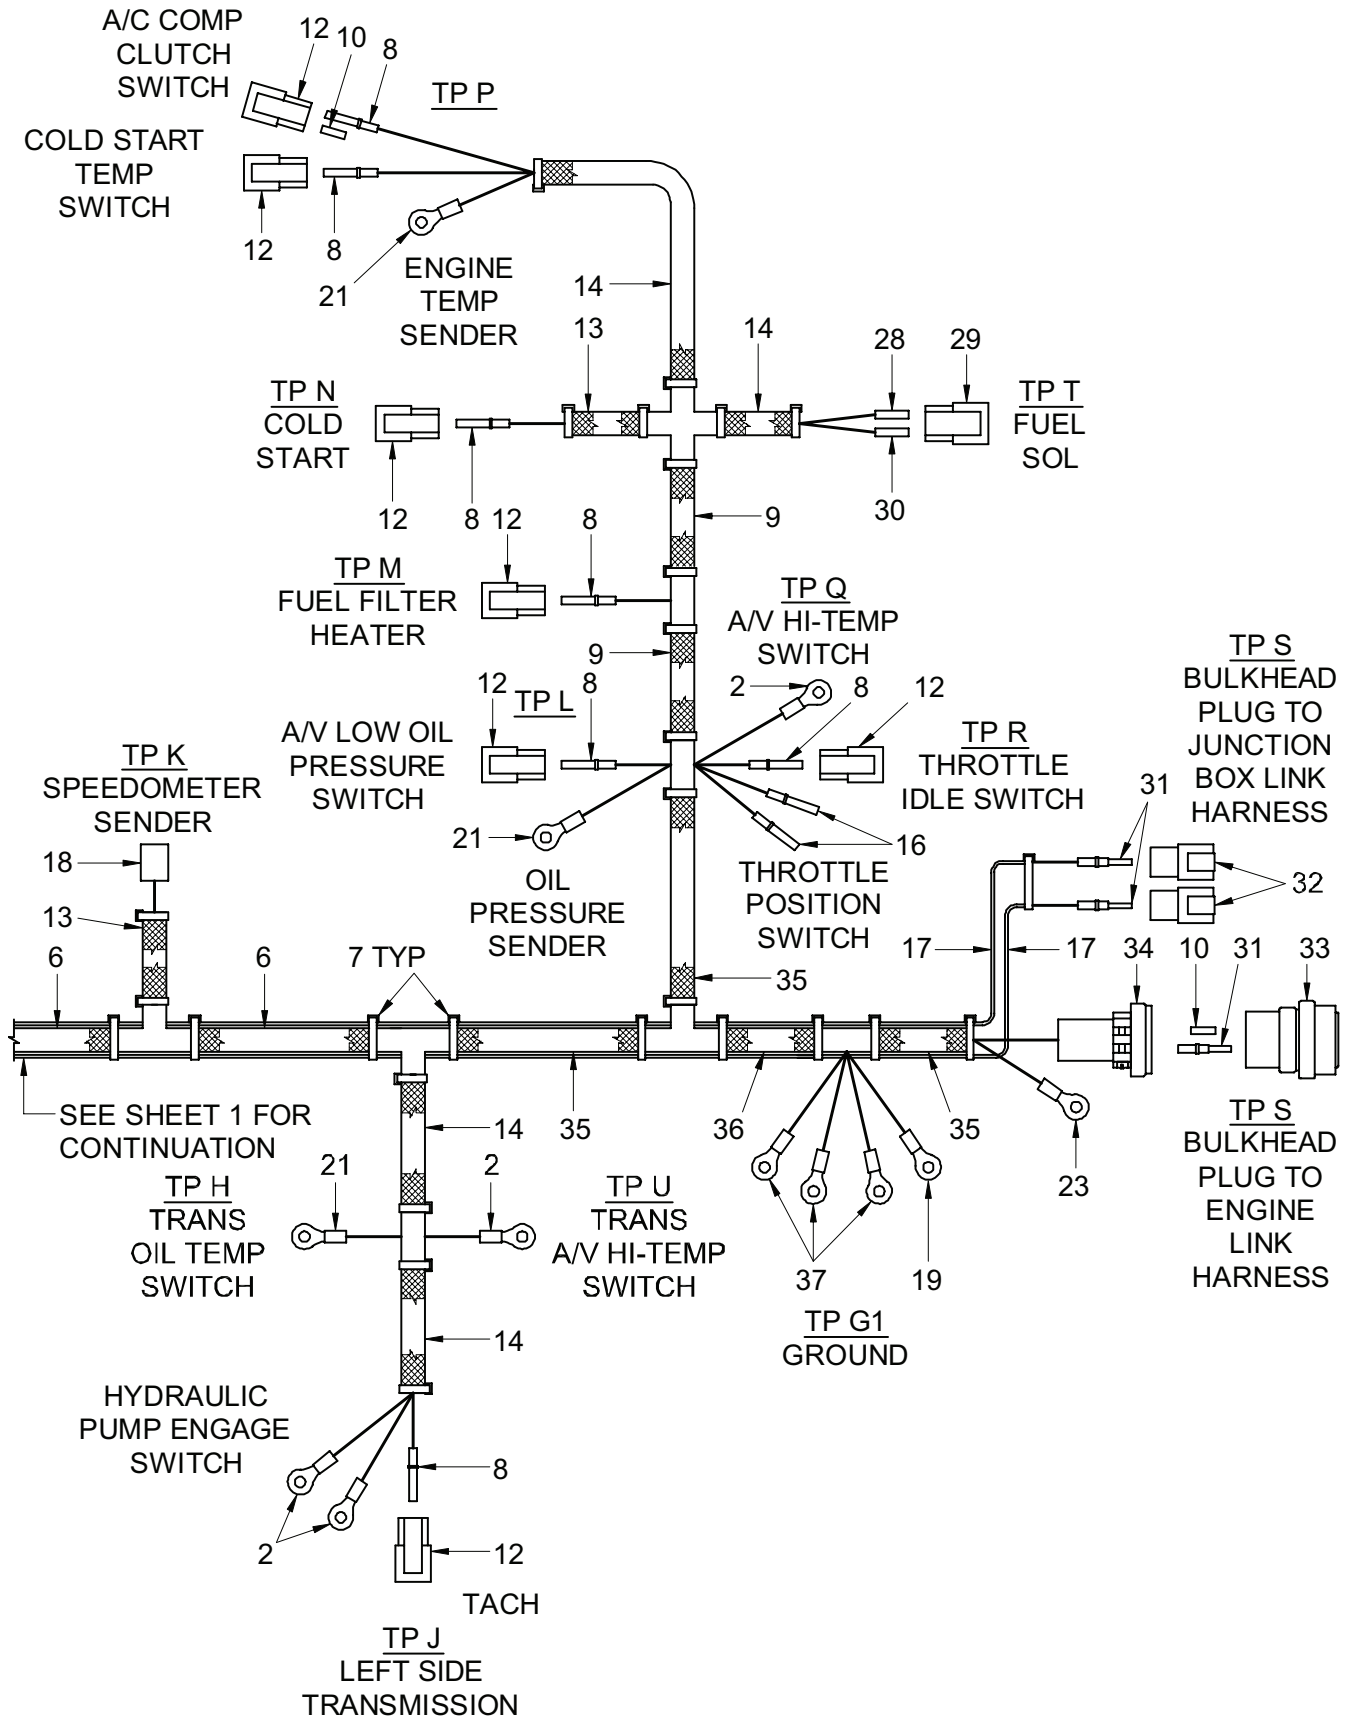 A/C COMP
CLUTCH
SWITCH
12
10
8
TP P
COLD START
TEMP
SWITCH
12
8
21
ENGINE
TEMP
SENDER
14
13
14
28
29
TP N
COLD
START
TP T
FUEL
SOL
12
8
12
8
9
30
TP M
FUEL FILTER
HEATER
TP Q
A/V HI-TEMP
SWITCH
9
2
8
12
TP S
BULKHEAD
PLUG TO
JUNCTION
BOX LINK
HARNESS
12
TP L
8
A/V LOW OIL
PRESSURE
SWITCH
TP R
THROTTLE
IDLE SWITCH
TP K
SPEEDOMETER
SENDER
31
21
16
18
OIL
PRESSURE
SENDER
THROTTLE
POSITION
SWITCH
32
13
6
6
7 TYP
35
17
17
34
10
31
33
SEE SHEET 1 FOR
CONTINUATION
14
35
36
35
23
TP S
BULKHEAD
PLUG TO
ENGINE
LINK
HARNESS
TP H
TRANS
OIL TEMP
SWITCH
21
2
TP U
TRANS
A/V HI-TEMP
SWITCH
37
19
TP G1
GROUND
14
HYDRAULIC
PUMP ENGAGE
SWITCH
8
2
12
TACH
TP J
LEFT SIDE
TRANSMISSION